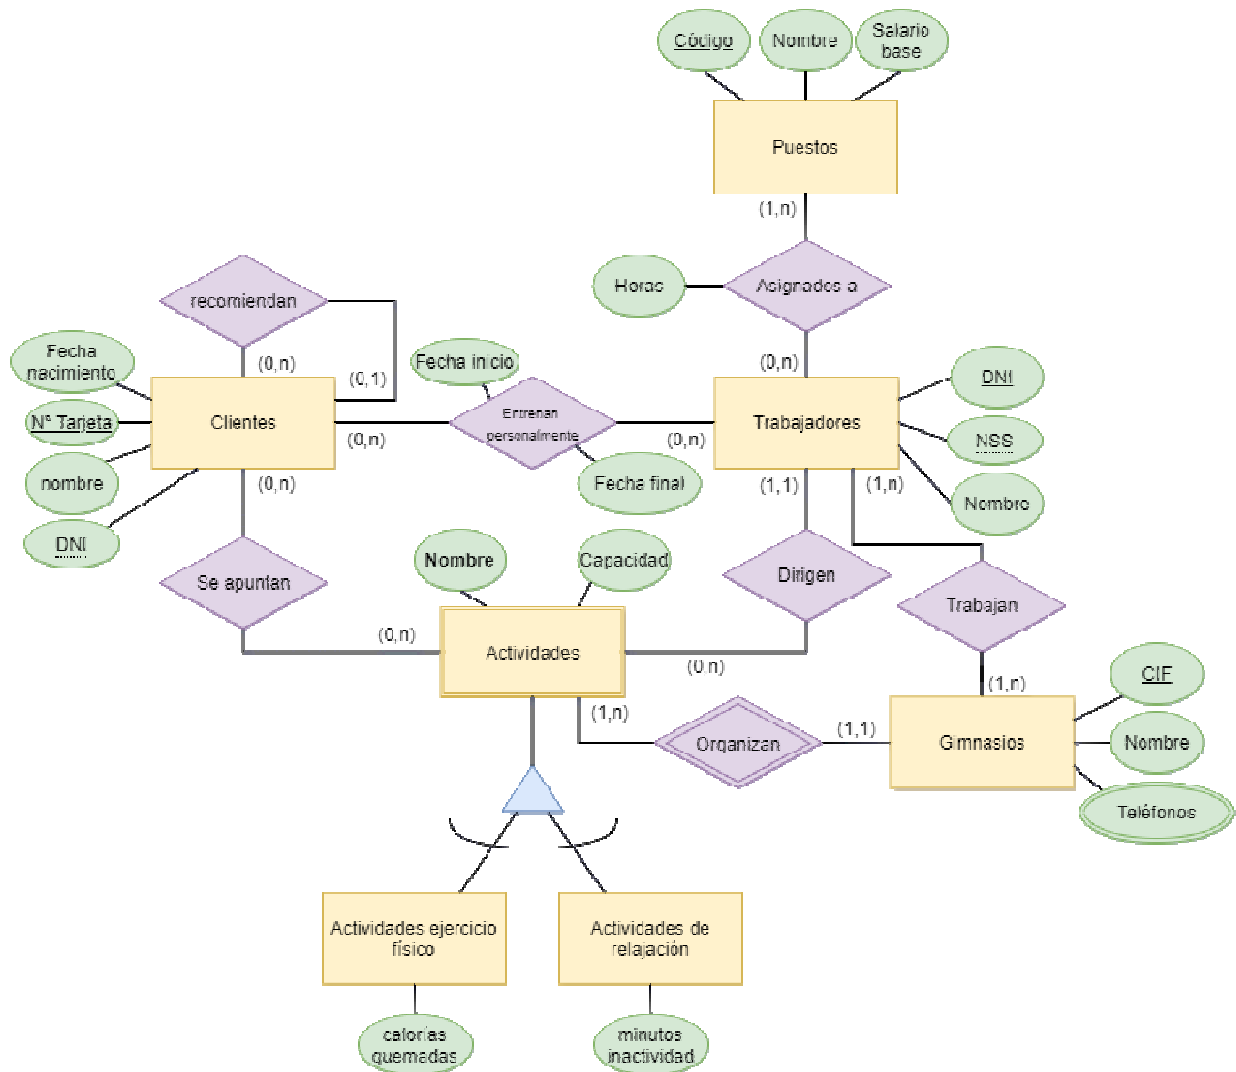 Código
Nombre
Salario
base
Puestos
(1,n)
Horas
Asignados a
(0,n)
recomiendan
(0,n)
(0,1)
Fecha
nacimiento
Nº Tarjeta
nombre
DNI
Clientes
(0,n)
(0,n)
Fecha inicio
Entrenan
personalmente
Fecha final
(0,n)
Trabajadores
DNI
NSS
Nombre
(1,1)
(1,n)
Se apuntan
(0,n)
Nombre
Capacidad
Actividades
Dirigen
(0,n)
Trabajan
(1,n)
(1,n)
Organizan
(1,1)
Gimnasios
CIF
Nombre
Teléfonos
Actividades ejercicio
físico
Actividades de
relajación
calorías
quemadas
minutos
inactividad